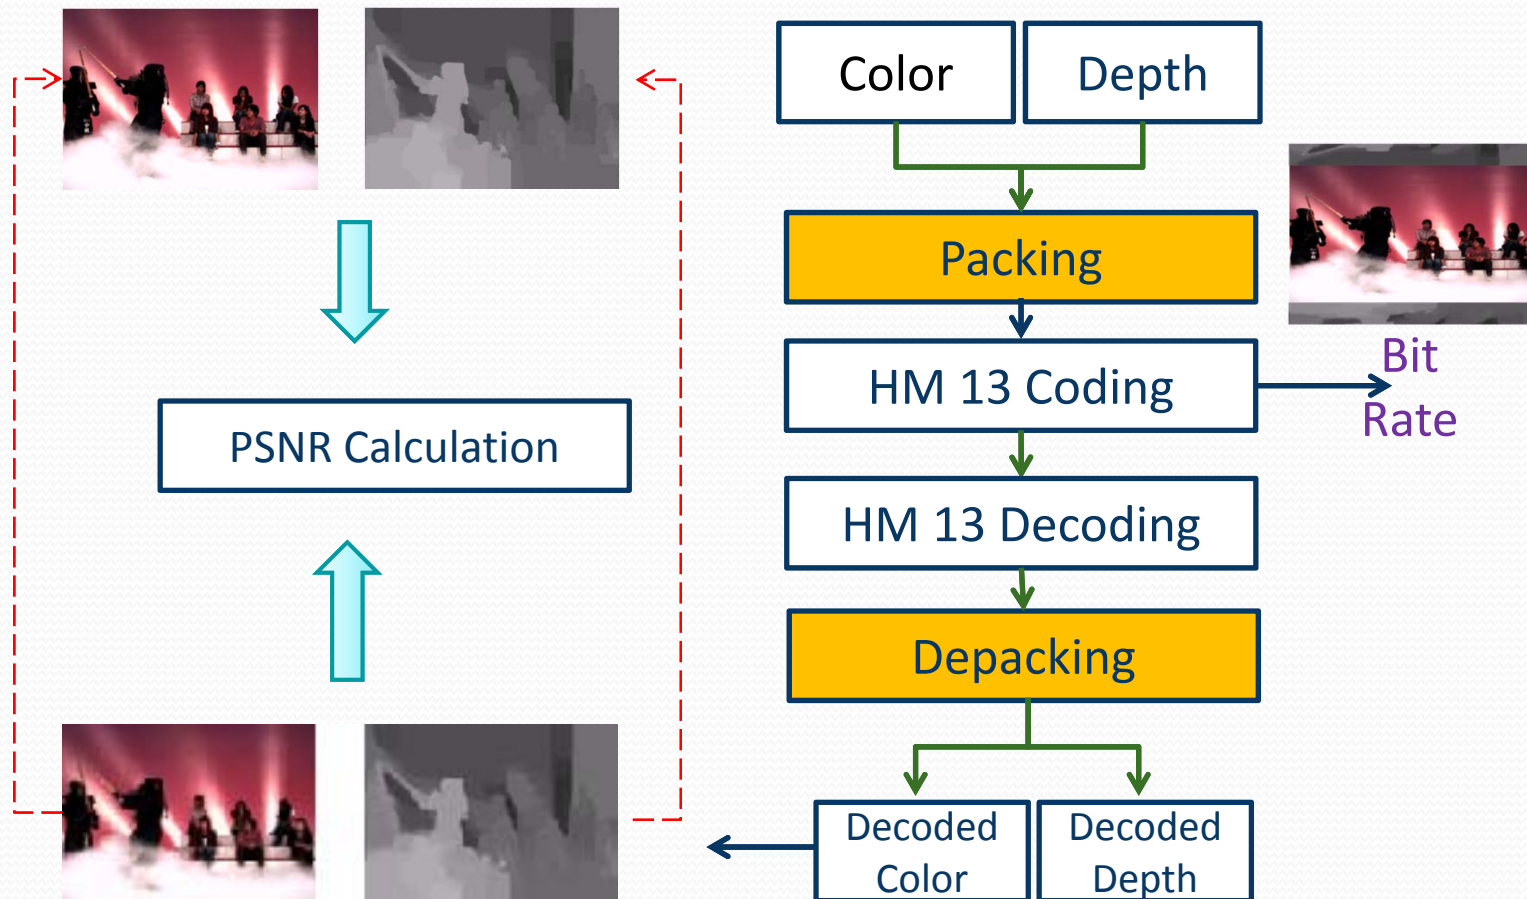 Color
Depth
Packing
Bit
Rate
HM 13 Coding
PSNR Calculation
HM 13 Decoding
Depacking
Decoded
Color
Decoded
Depth